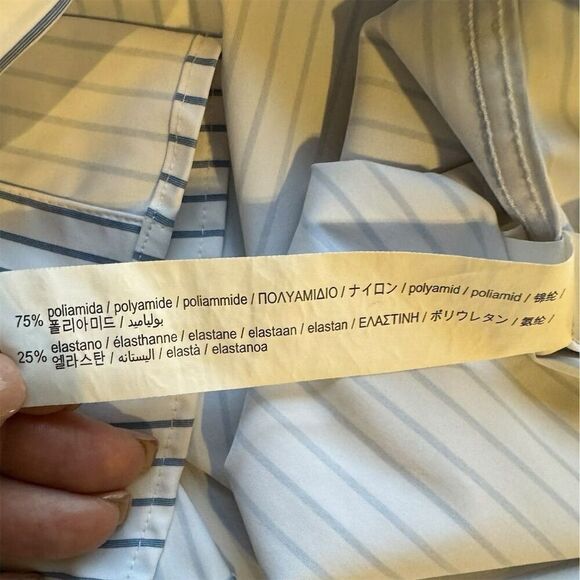 75% poliamida / polyamide / poliammide / ΠΟΛΥΑΜΙΔΙΟ / ナイロン / polyamid / poliamid / 锦纶 /
폴리아미드 / بولياميد
25% elastano / élasthanne / elastane / elastaan / elastan / ΕΛΑΣΤΙΝΗ / ポリウレタン / 氨纶 /
엘라스탄 / اليستانه / elastà / elastanoa